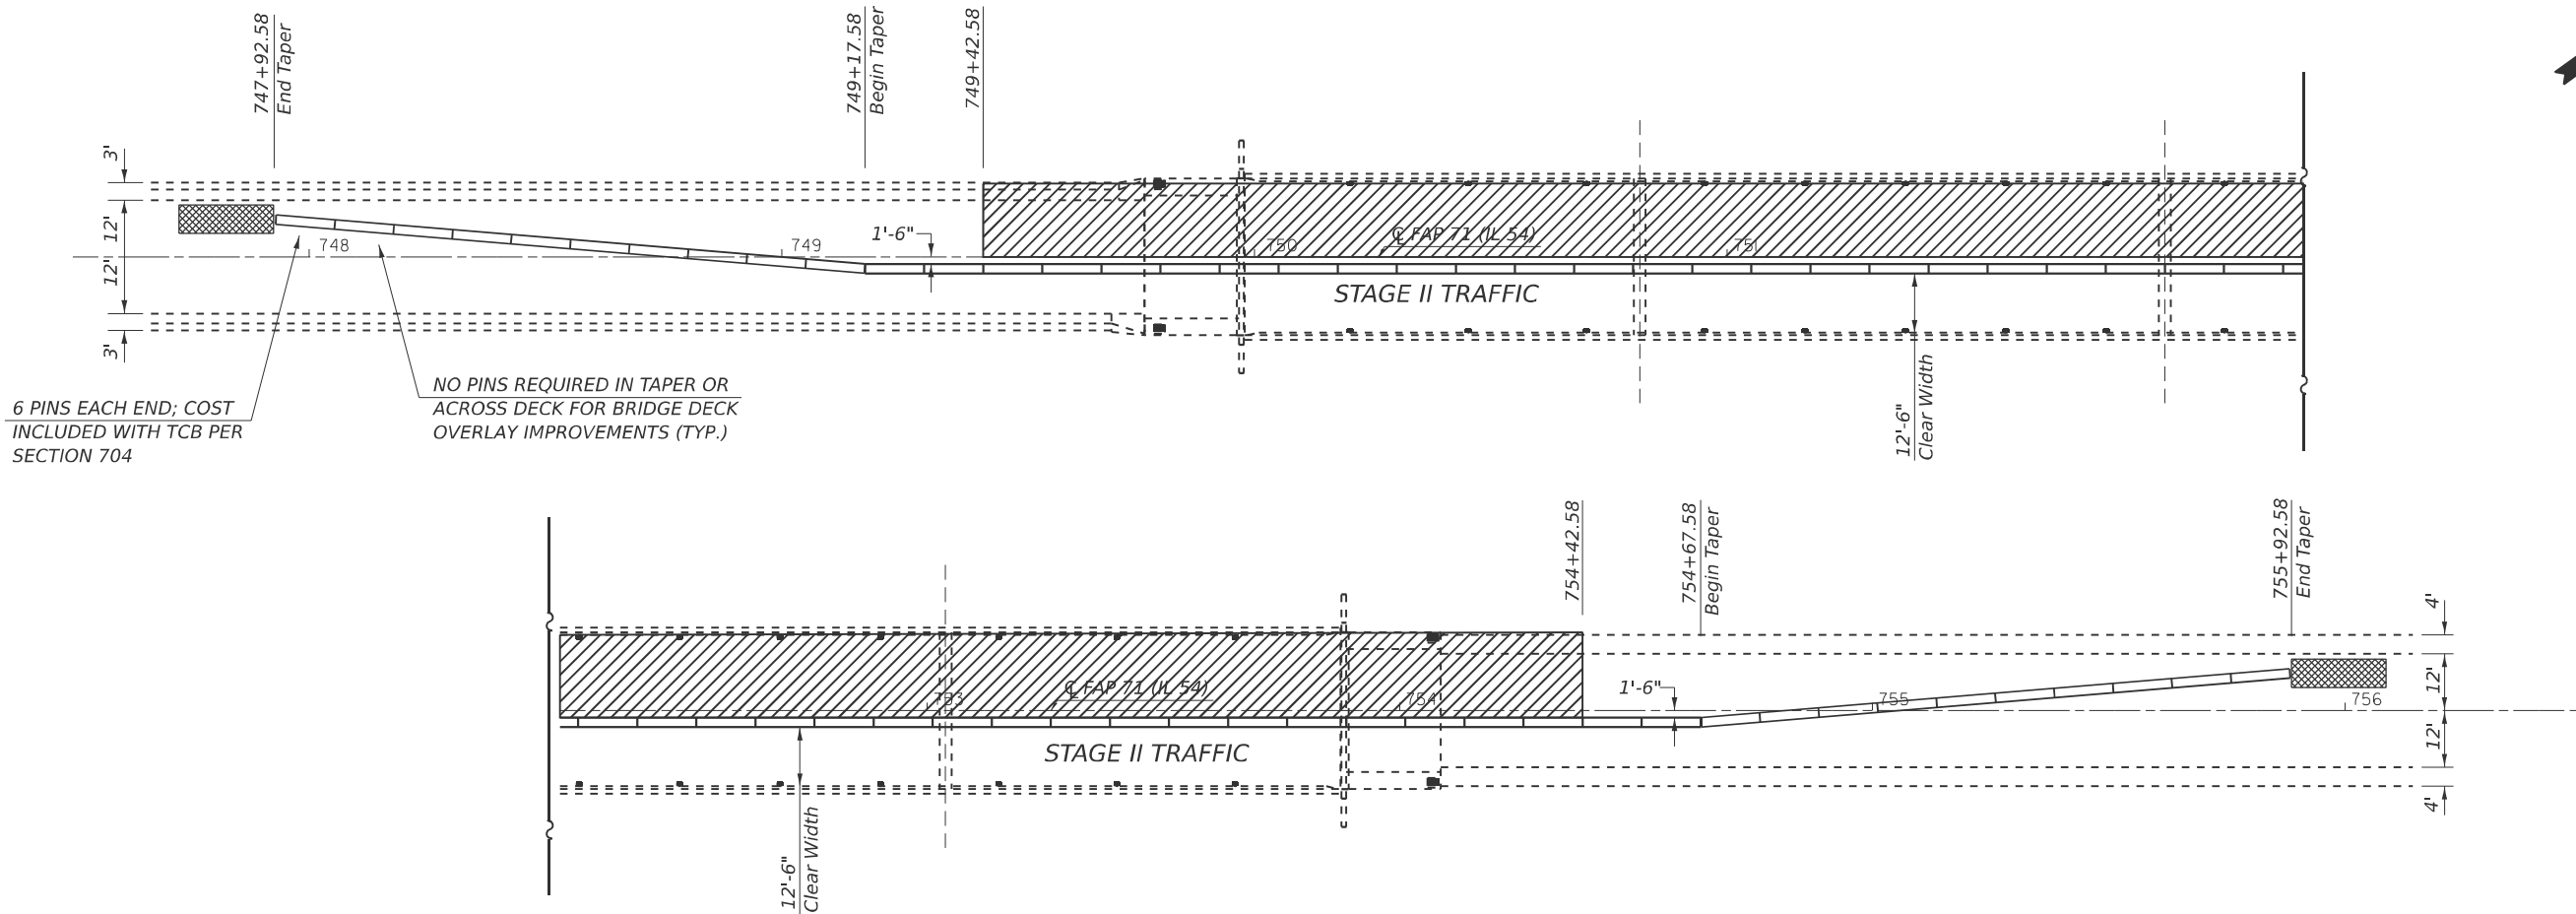 747+92.58
End Taper
749+17.58
Begin Taper
749+42.58
3'
12'
12'
3'
748
749
1'-6"
750
℄ FAP 71 (IL 54)
751
STAGE II TRAFFIC
12'-6"
Clear Width
6 PINS EACH END; COST
INCLUDED WITH TCB PER
SECTION 704
NO PINS REQUIRED IN TAPER OR
ACROSS DECK FOR BRIDGE DECK
OVERLAY IMPROVEMENTS (TYP.)
754+42.58
754+67.58
Begin Taper
755+92.58
End Taper
4'
12'
12'
4'
753
℄ FAP 71 (IL 54)
754
1'-6"
755
756
STAGE II TRAFFIC
12'-6"
Clear Width